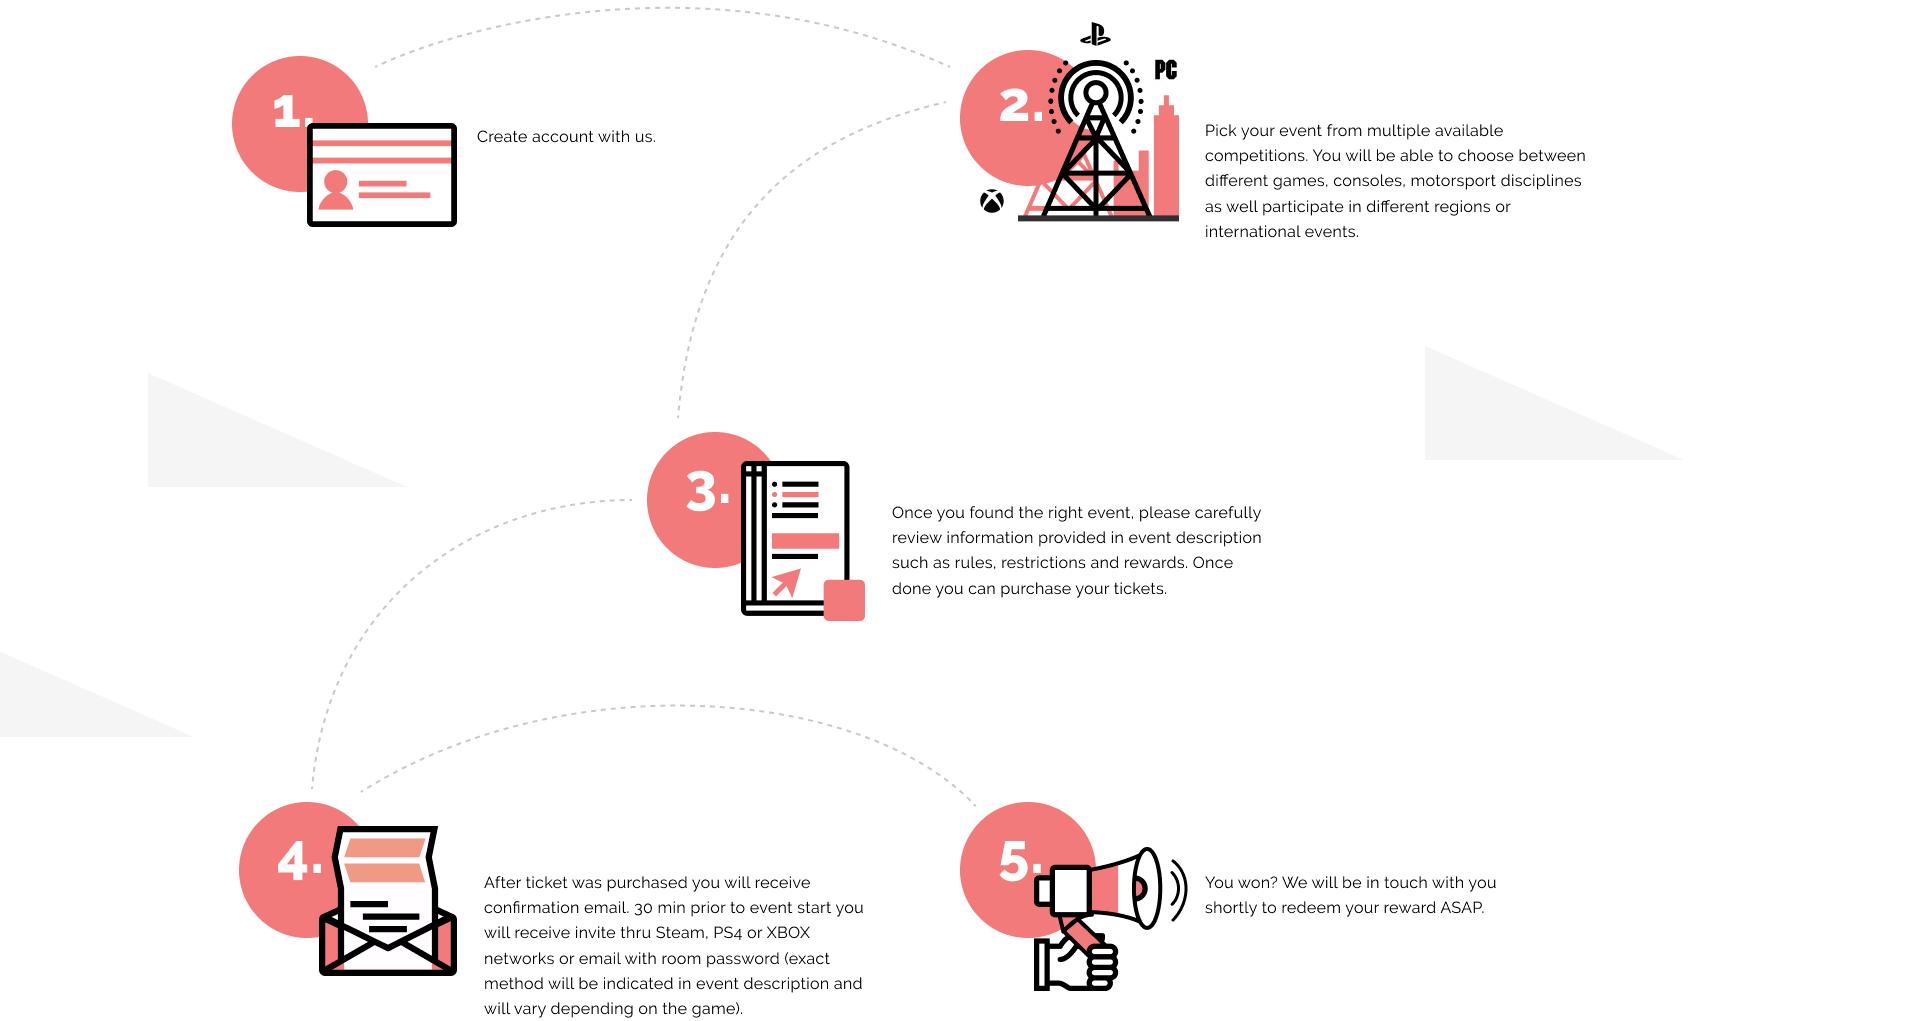 1.
Create account with us.
2.
PC
Pick your event from multiple available
competitions. You will be able to choose between
different games, consoles, motorsport disciplines
as well participate in different regions or
international events.
3.
Once you found the right event, please carefully
review information provided in event description
such as rules, restrictions and rewards. Once
done you can purchase your tickets.
4.
After ticket was purchased you will receive
confirmation email. 30 min prior to event start you
will receive invite thru Steam, PS4 or XBOX
networks or email with room password (exact
method will be indicated in event description and
will vary depending on the game).
5.
You won? We will be in touch with you
shortly to redeem your reward ASAP.